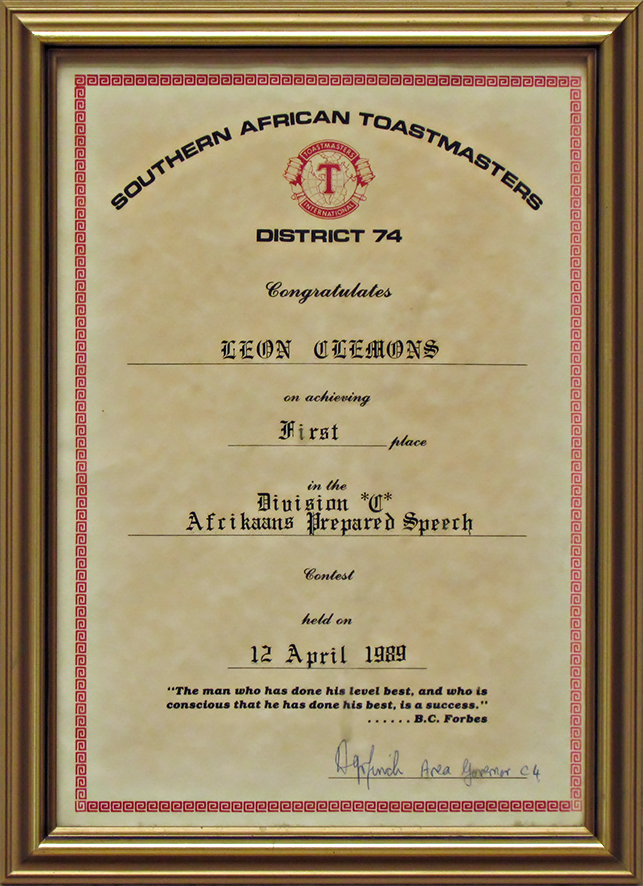 SOUTHERN AFRICAN TOASTMASTERS
TOASTMASTERS
T
INTERNATIONAL
DISTRICT 74
Congratulates
LEON CLEMONS
on achieving
First place
in the
Division *C*
Afrikaans Prepared Speech
Contest
held on
12 April 1989
"The man who has done his level best, and who is
conscious that he has done his best, is a success."
...... B.C. Forbes
Area Governor C4